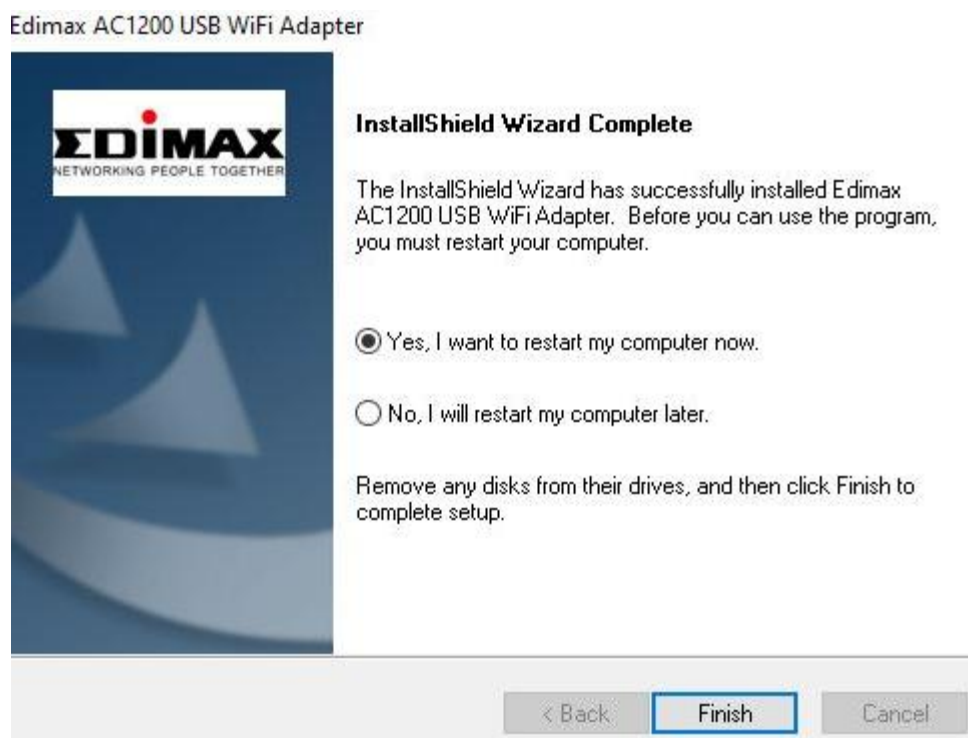 Edimax AC1200 USB WiFi Adapter
EDIMAX
NETWORKING PEOPLE TOGETHER
InstallShield Wizard Complete
The InstallShield Wizard has successfully installed Edimax
AC1200 USB WiFi Adapter. Before you can use the program,
you must restart your computer.
Yes, I want to restart my computer now.
No, I will restart my computer later.
Remove any disks from their drives, and then click Finish to
complete setup.
< Back
Finish
Cancel